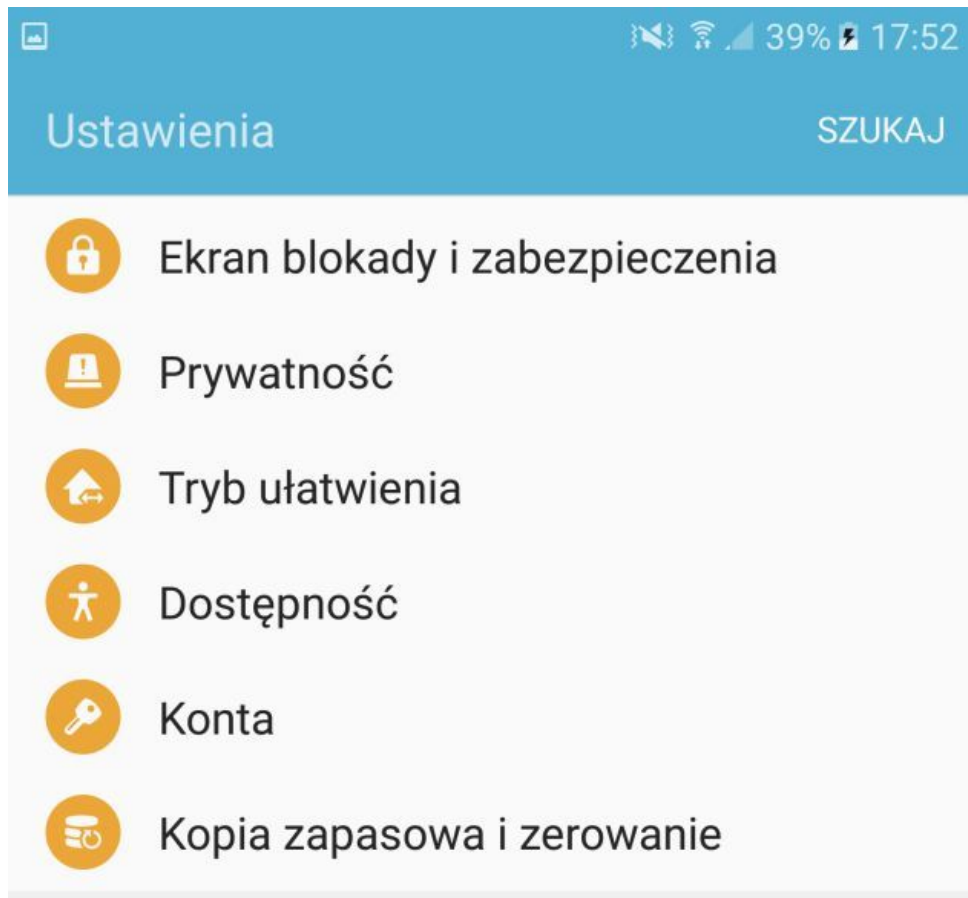 39% 17:52
Ustawienia SZUKAJ
Ekran blokady i zabezpieczenia
Prywatność
Tryb ułatwienia
Dostępność
Konta
Kopia zapasowa i zerowanie